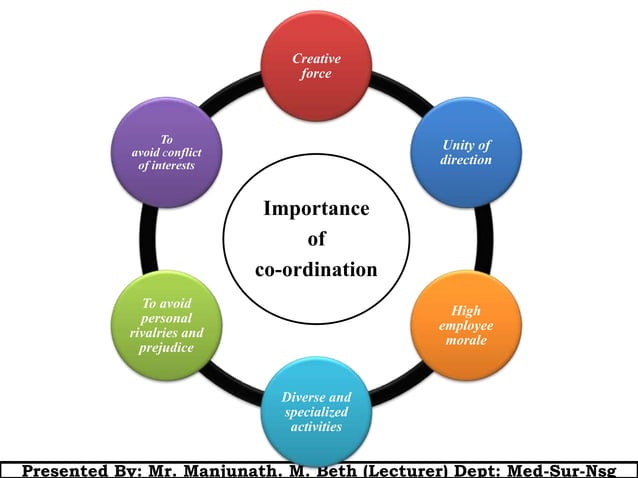 Creative
force
Unity of
direction
High
employee
morale
Diverse and
specialized
activities
To avoid
personal
rivalries and
prejudice
To
avoid conflict
of interests
Importance
of
co-ordination
Presented By: Mr. Manjunath. M. Beth (Lecturer) Dept: Med-Sur-Nsg